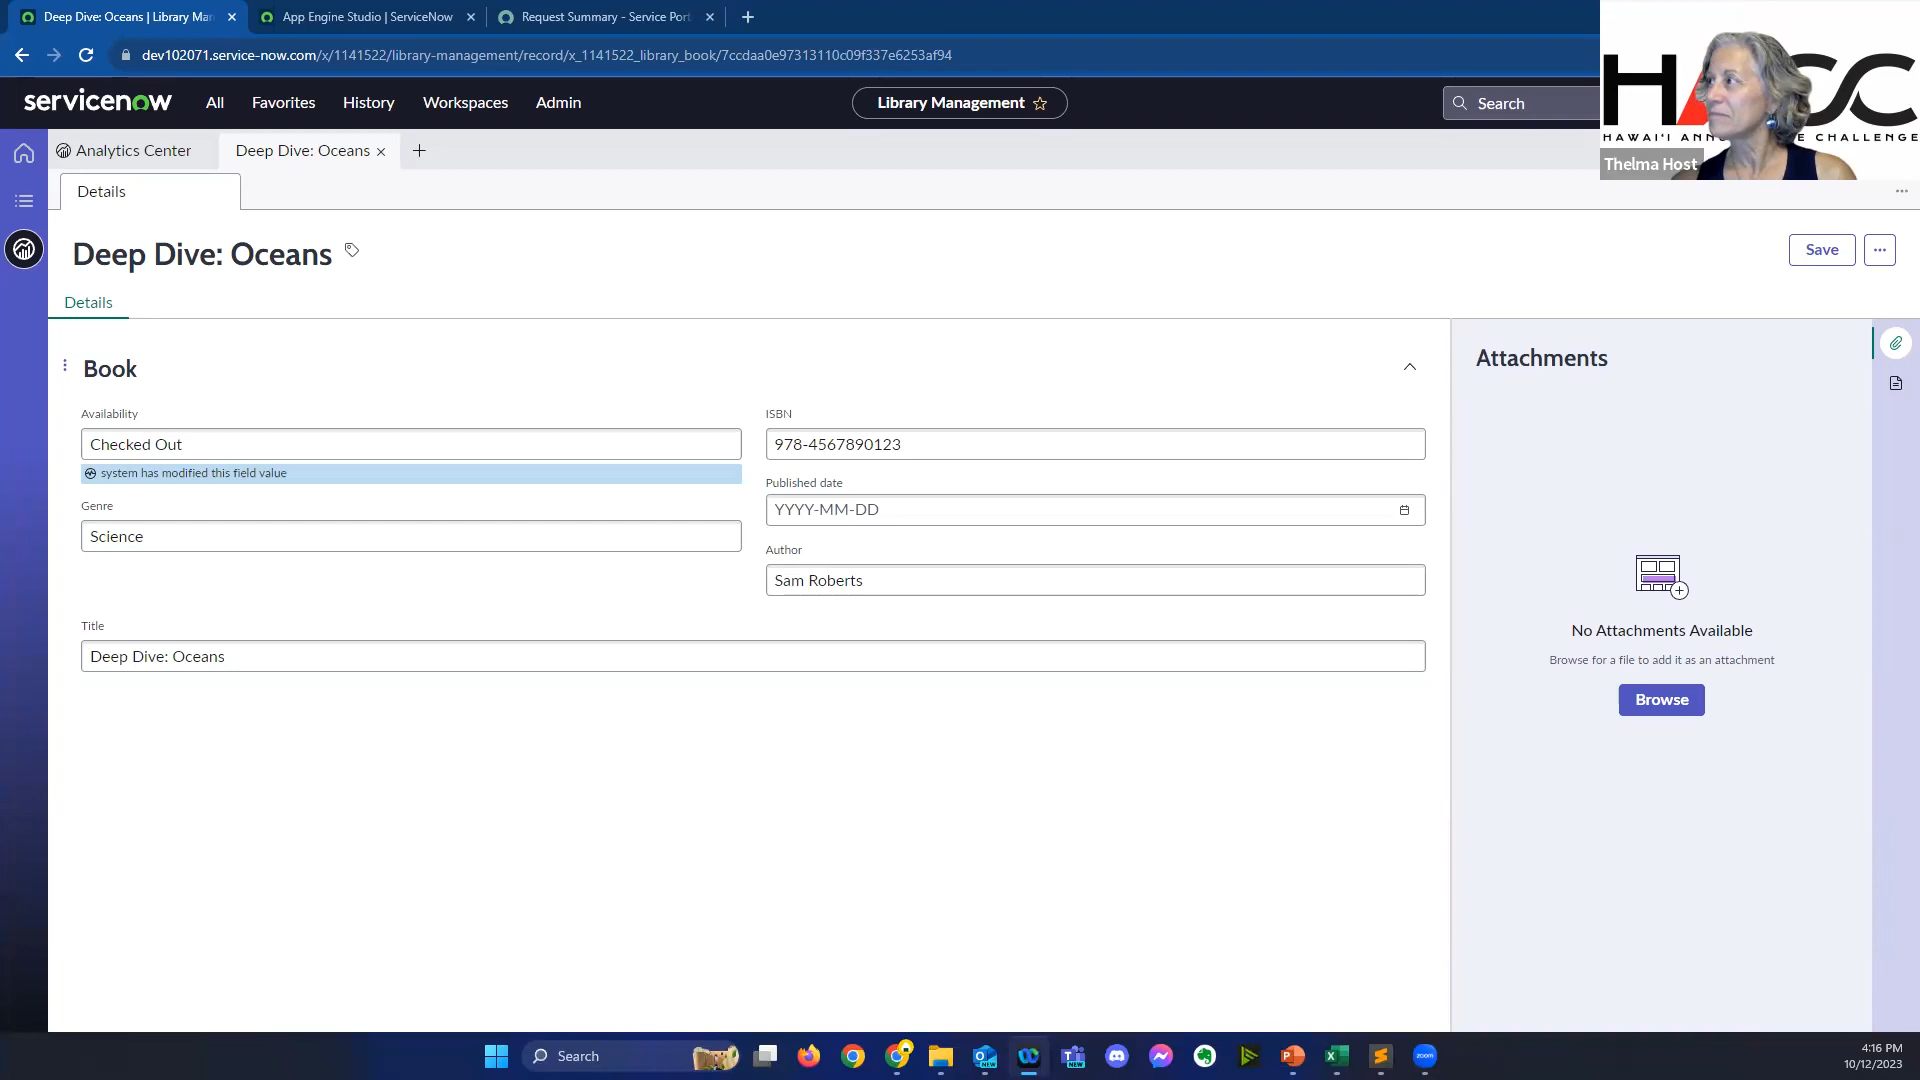 Deep Dive: Oceans | Library Man
App Engine Studio | ServiceNow
Request Summary - Service Port
dev102071.service-now.com/x/1141522/library-management/record/x_1141522_library_book/7ccdaa0e97313110c09f337e6253af94
servicenow
All
Favorites
History
Workspaces
Admin
Library Management
Search
HAWAI'I CHALLENGE
Thelma Host
Analytics Center
Deep Dive: Oceans
Details
Deep Dive: Oceans
Save
Details
Book
Availability
Checked Out
system has modified this field value
Genre
Science
ISBN
978-4567890123
Published date
YYYY-MM-DD
Author
Sam Roberts
Title
Deep Dive: Oceans
Attachments
No Attachments Available
Browse for a file to add it as an attachment
Browse
Search
NEW
NEW
zoom
4:16 PM
10/12/2023